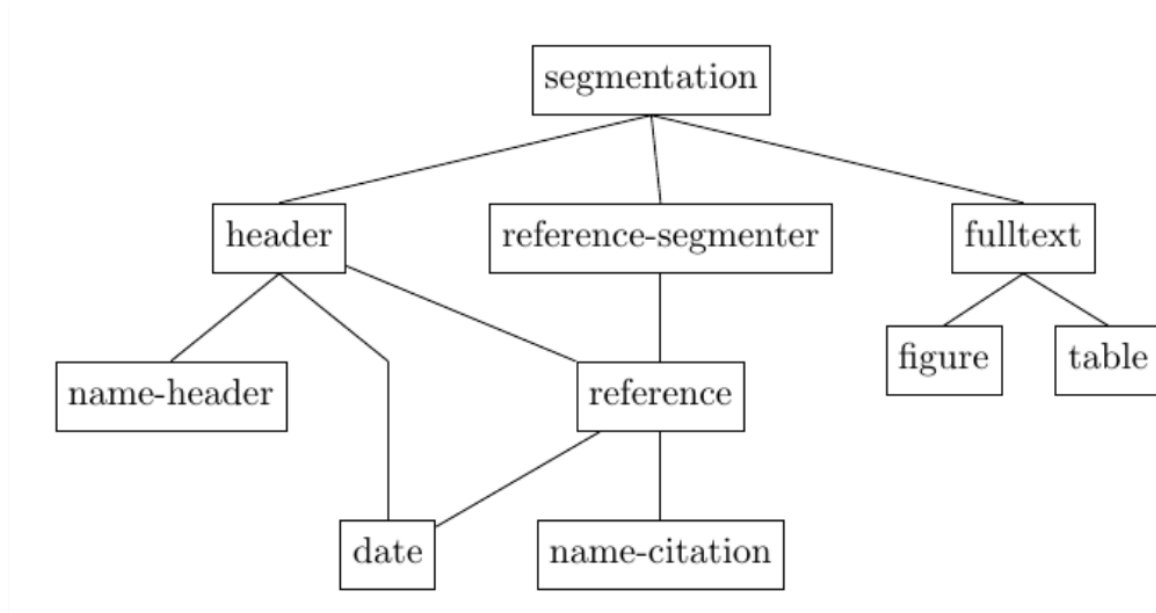 segmentation
header
reference-segmenter
fulltext
figure
table
name-header
reference
date
name-citation